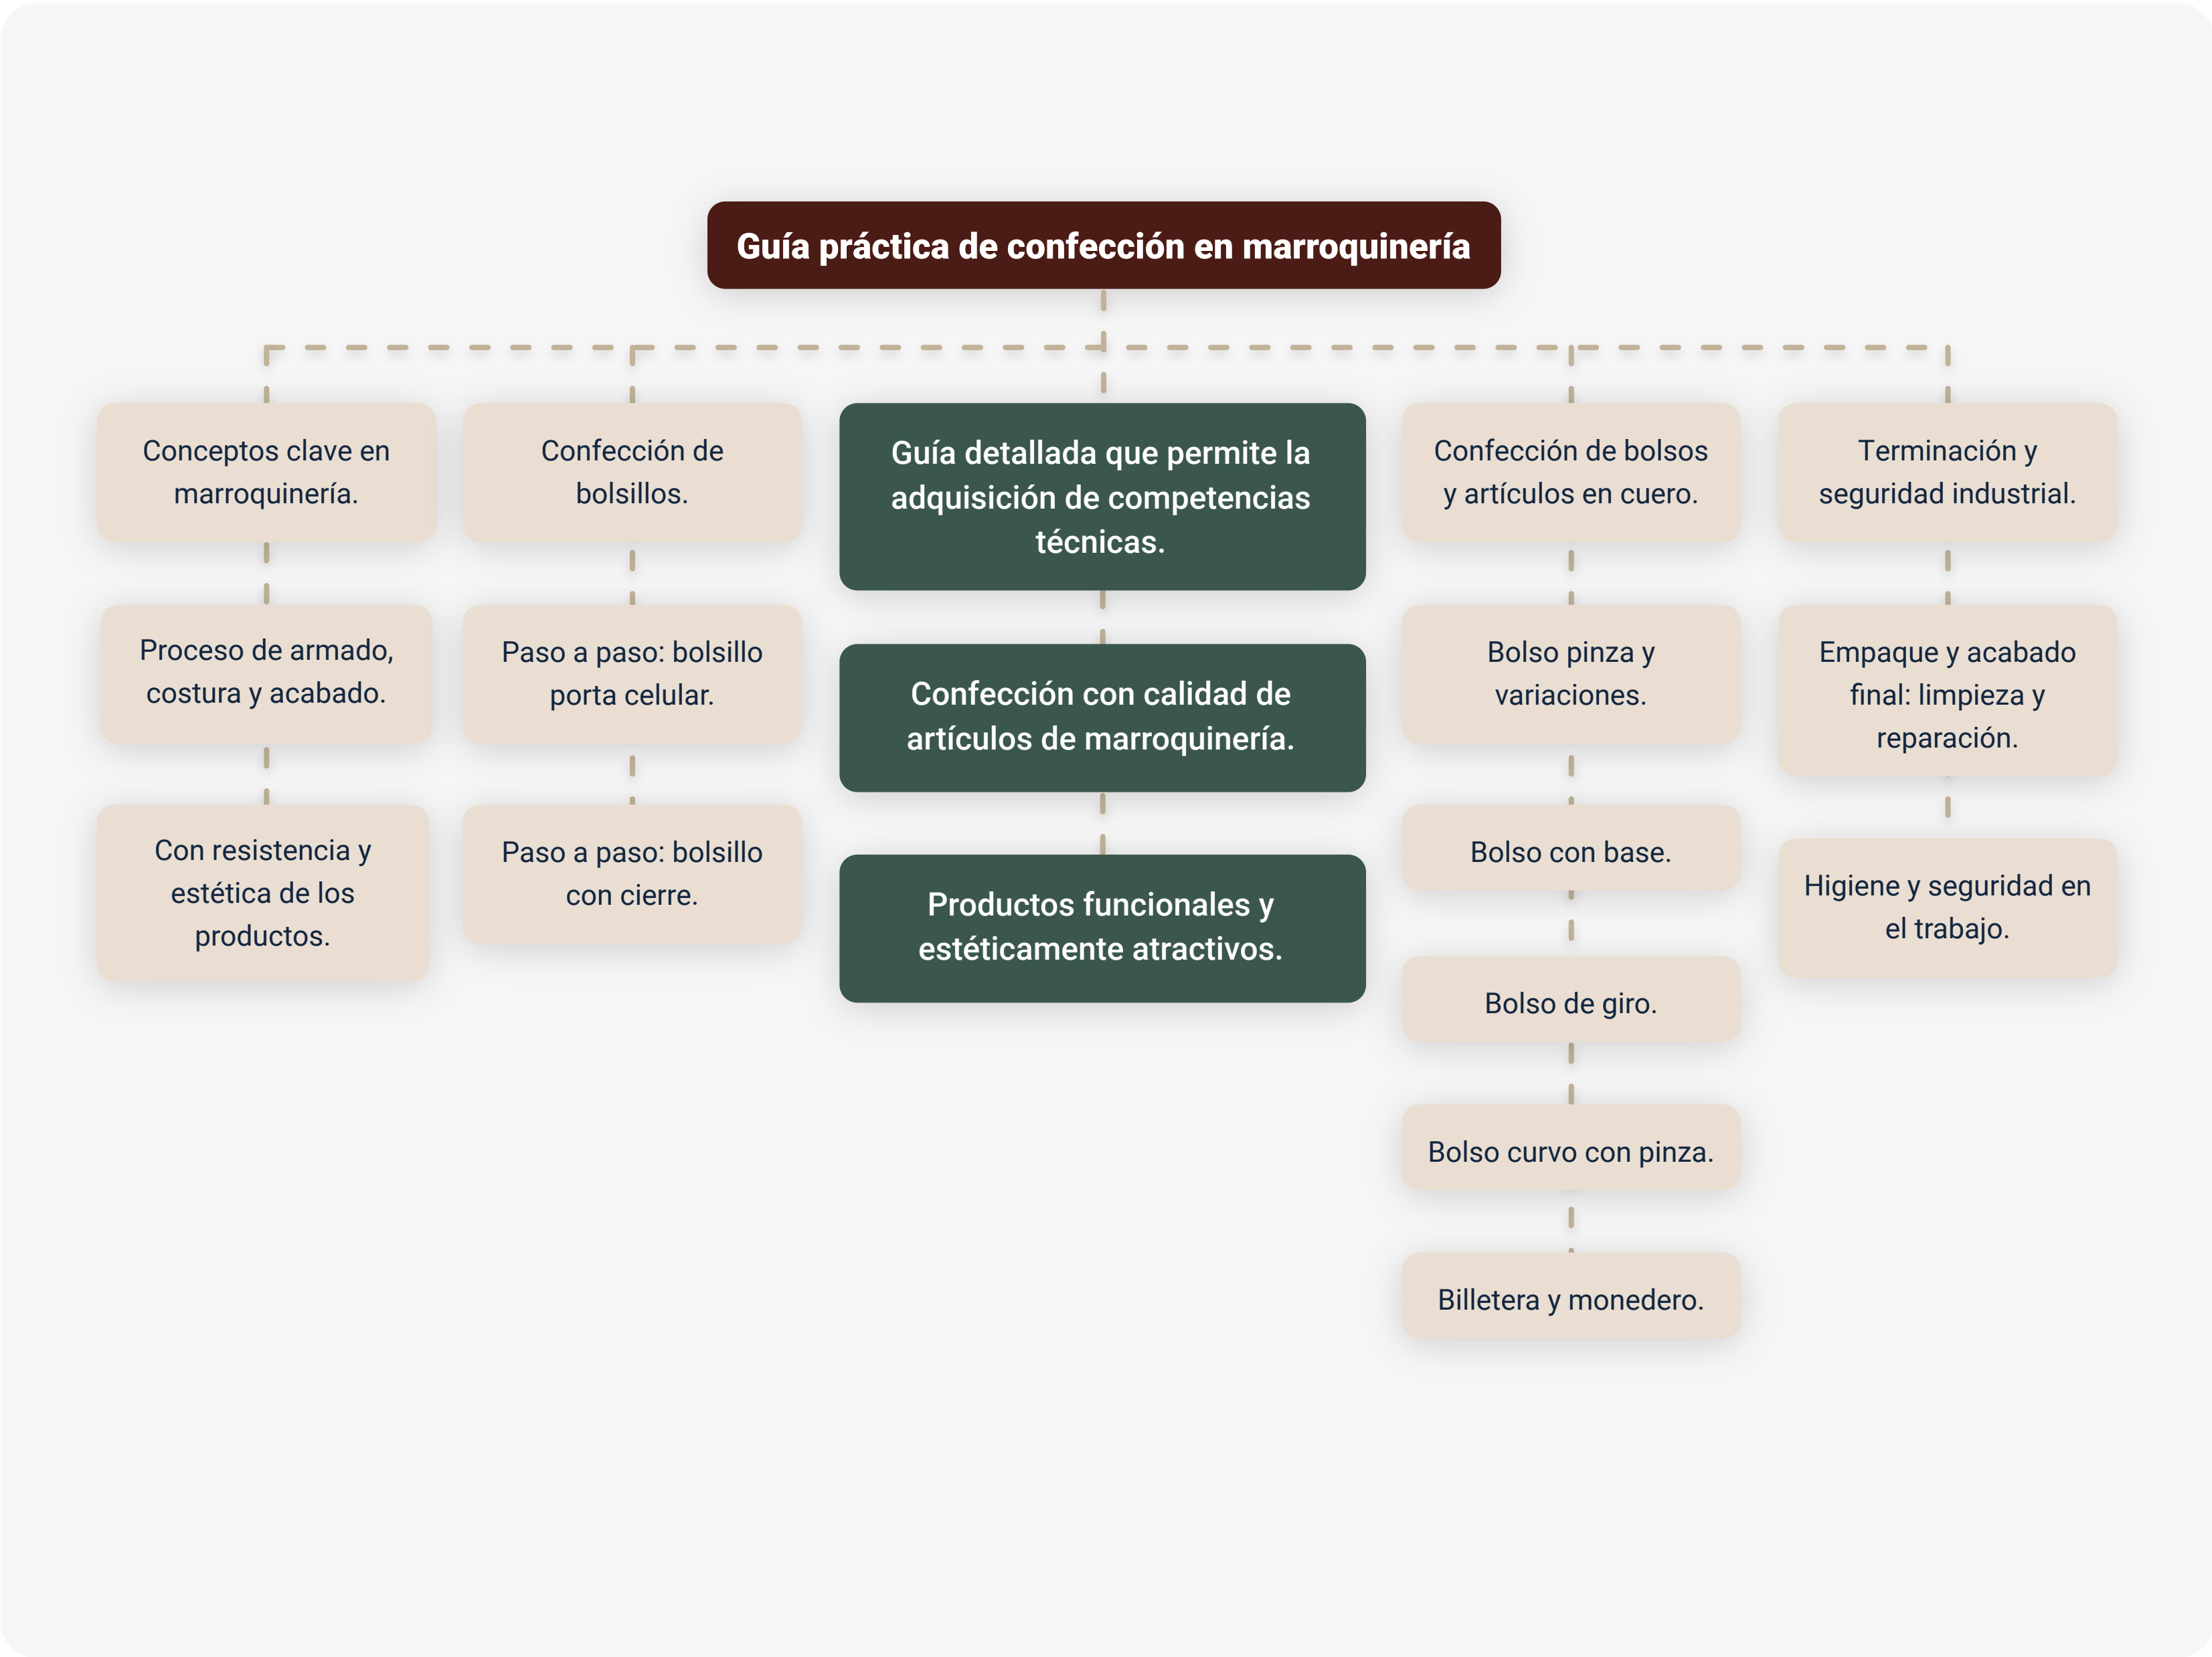 Guía práctica de confección en marroquinería
Conceptos clave en
marroquinería.
Proceso de armado,
costura y acabado.
Con resistencia y
estética de los
productos.
Confección de
bolsillos.
Paso a paso: bolsillo
porta celular.
Paso a paso: bolsillo
con cierre.
Guía detallada que permite la
adquisición de competencias
técnicas.
Confección con calidad de
artículos de marroquinería.
Productos funcionales y
estéticamente atractivos.
Confección de bolsos
y artículos en cuero.
Bolso pinza y
variaciones.
Bolso con base.
Bolso de giro.
Bolso curvo con pinza.
Billetera y monedero.
Terminación y
seguridad industrial.
Empaque y acabado
final: limpieza y
reparación.
Higiene y seguridad en
el trabajo.